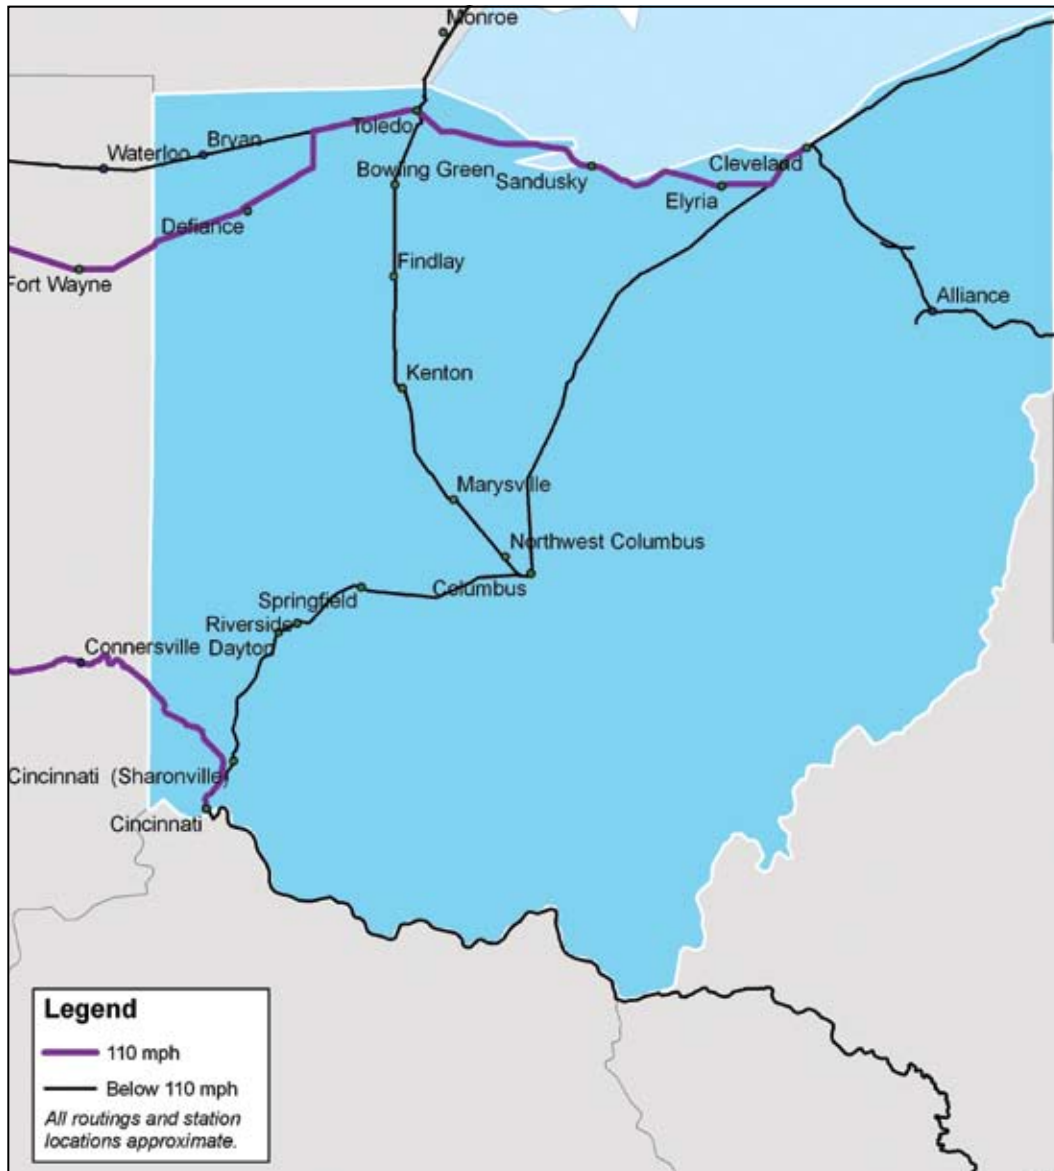 Monroe
Toledo
Bryan
Waterloo
Bowling Green
Sandusky
Cleveland
Elyria
Defiance
Fort Wayne
Findlay
Alliance
Kenton
Marysville
Northwest Columbus
Columbus
Springfield
Riverside
Dayton
Connersville
Cincinnati (Sharonville)
Cincinnati
Legend
110 mph
Below 110 mph
All routings and station
locations approximate.